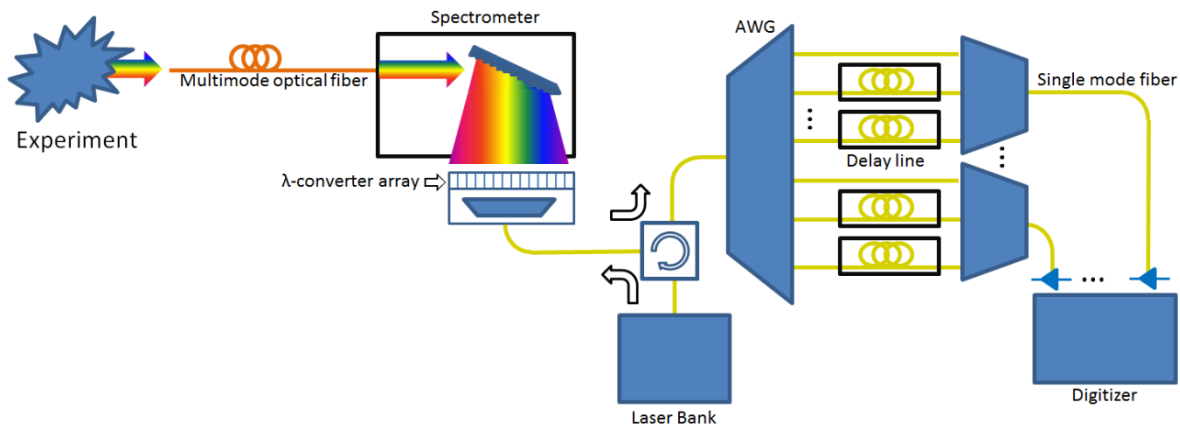 Spectrometer
AWG
Multimode optical fiber
Single mode fiber
Experiment
Delay line
λ-converter array
Laser Bank
Digitizer